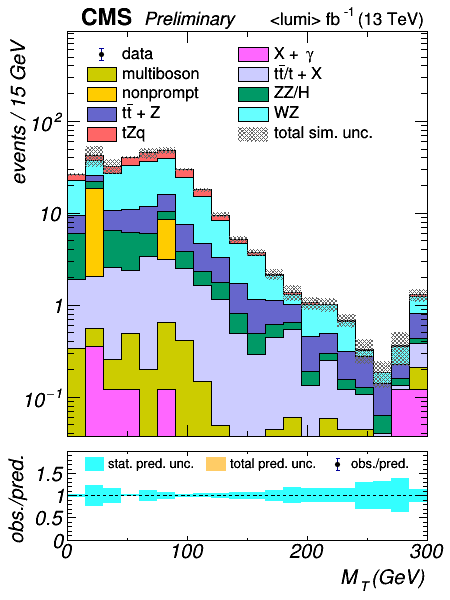 CMS Preliminary <lumi> fb⁻¹ (13 TeV)
events / 15 GeV
data
multiboson
nonprompt
tt̄ + Z
tZq
X + γ
tt̄/t + X
ZZ/H
WZ
total sim. unc.
10²
10
1
10⁻¹
obs./pred.
stat. pred. unc. total pred. unc. obs./pred.
1.5
1
0.5
0
0 100 200 300
M_T (GeV)